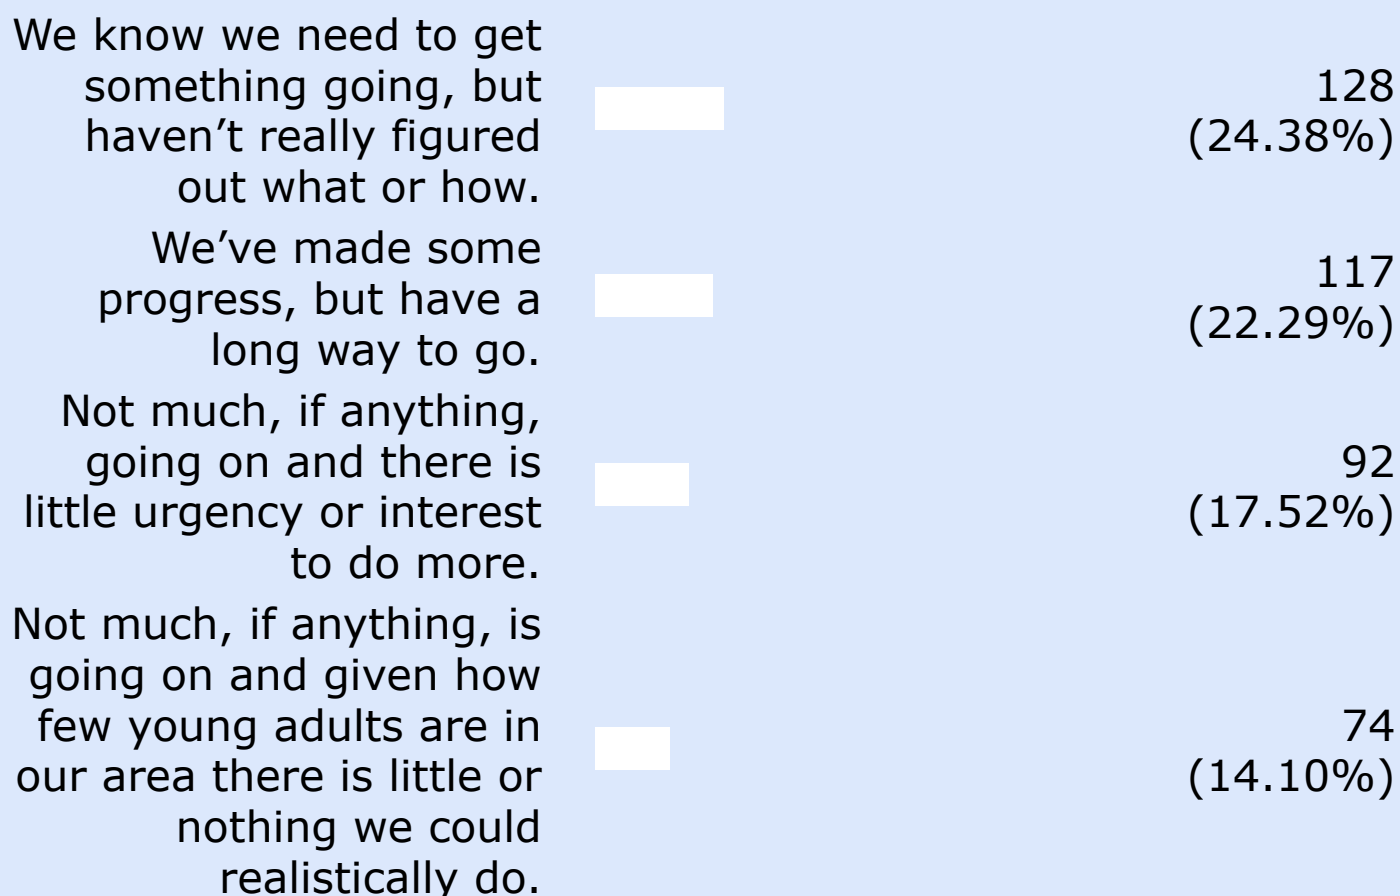 We know we need to get
something going, but
haven’t really figured
out what or how.
128
(24.38%)
We’ve made some
progress, but have a
long way to go.
117
(22.29%)
Not much, if anything,
going on and there is
little urgency or interest
to do more.
92
(17.52%)
Not much, if anything, is
going on and given how
few young adults are in
our area there is little or
nothing we could
realistically do.
74
(14.10%)